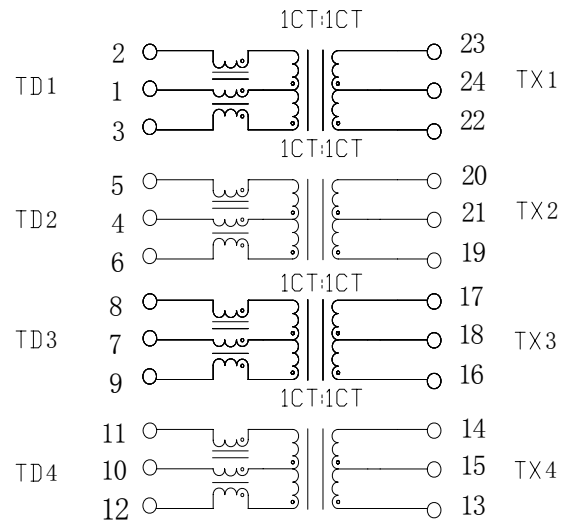 1CT:1CT
2 23
TD1 1 24 TX1
3 22
1CT:1CT
5 20
TD2 4 21 TX2
6 19
1CT:1CT
8 17
TD3 7 18 TX3
9 16
1CT:1CT
11 14
TD4 10 15 TX4
12 13